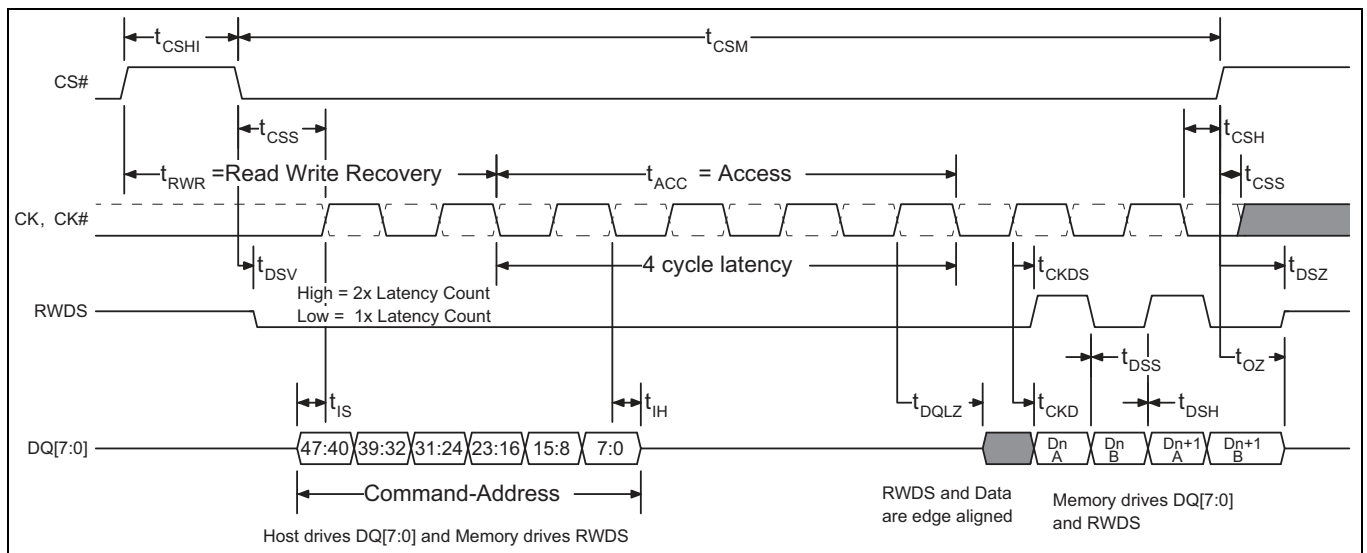 tCSHI
tCSM
CS#
tCSS
tCSH
tRWR =Read Write Recovery
tACC = Access
tCSS
CK, CK#
tDSV
4 cycle latency
tCKDS
tDSZ
High = 2x Latency Count
Low = 1x Latency Count
RWDS
tDSS
tOZ
tIS
tIH
tDQLZ
tCKD
tDSH
DQ[7:0]
47:40 39:32 31:24 23:16 15:8 7:0
Dn A Dn B Dn+1 A Dn+1 B
Command-Address
RWDS and Data
are edge aligned
Memory drives DQ[7:0]
and RWDS
Host drives DQ[7:0] and Memory drives RWDS